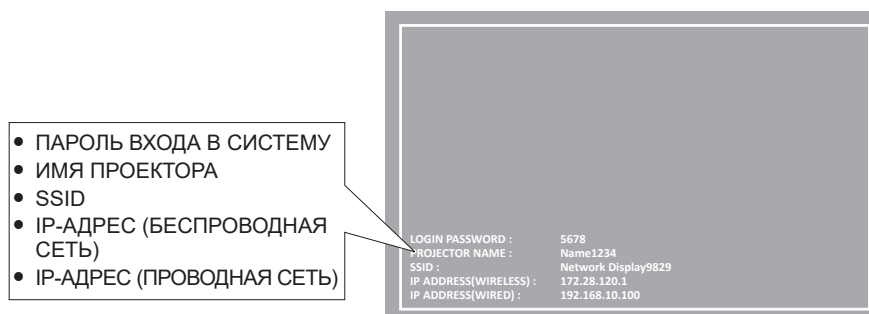 • ПАРОЛЬ ВХОДА В СИСТЕМУ
• ИМЯ ПРОЕКТОРА
• SSID
• IP-АДРЕС (БЕСПРОВОДНАЯ
СЕТЬ)
• IP-АДРЕС (ПРОВОДНАЯ СЕТЬ)
LOGIN PASSWORD : 5678
PROJECTOR NAME : Name1234
SSID : Network Display9829
IP ADDRESS(WIRELESS) : 172.28.120.1
IP ADDRESS(WIRED) : 192.168.10.100